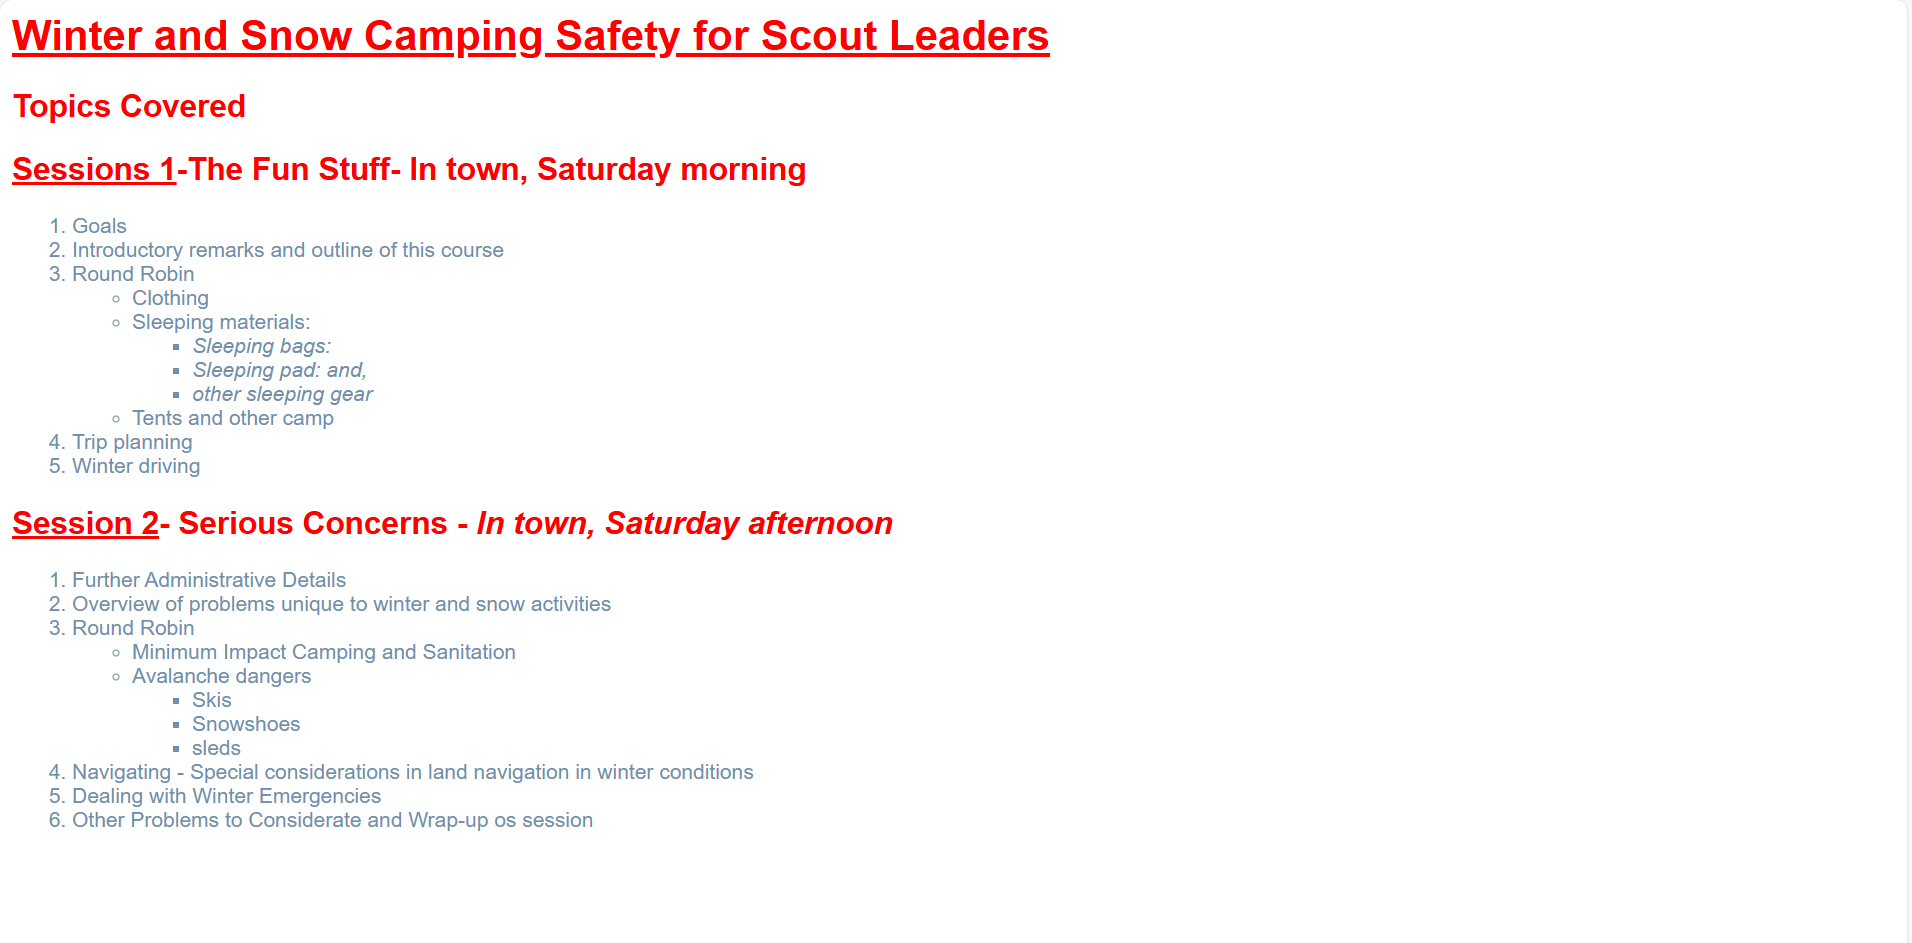 Winter and Snow Camping Safety for Scout Leaders
Topics Covered
Sessions 1-The Fun Stuff- In town, Saturday morning
1. Goals
2. Introductory remarks and outline of this course
3. Round Robin
◦ Clothing
◦ Sleeping materials:
▪ Sleeping bags:
▪ Sleeping pad: and,
▪ other sleeping gear
◦ Tents and other camp
4. Trip planning
5. Winter driving
Session 2- Serious Concerns - In town, Saturday afternoon
1. Further Administrative Details
2. Overview of problems unique to winter and snow activities
3. Round Robin
◦ Minimum Impact Camping and Sanitation
◦ Avalanche dangers
▪ Skis
▪ Snowshoes
▪ sleds
4. Navigating - Special considerations in land navigation in winter conditions
5. Dealing with Winter Emergencies
6. Other Problems to Considerate and Wrap-up os session